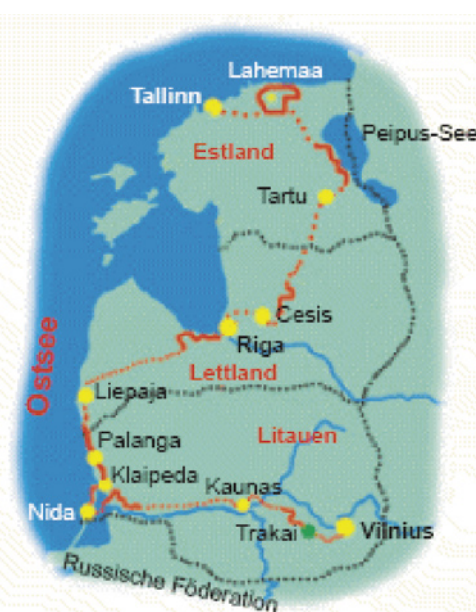 Lahemaa
Tallinn
Peipus-See
Estland
Tartu
Cesis
Riga
Ostsee
Lettland
Liepaja
Litauen
Palanga
Klaipeda
Kaunas
Nida
Trakai
Vilnius
Russische Föderation